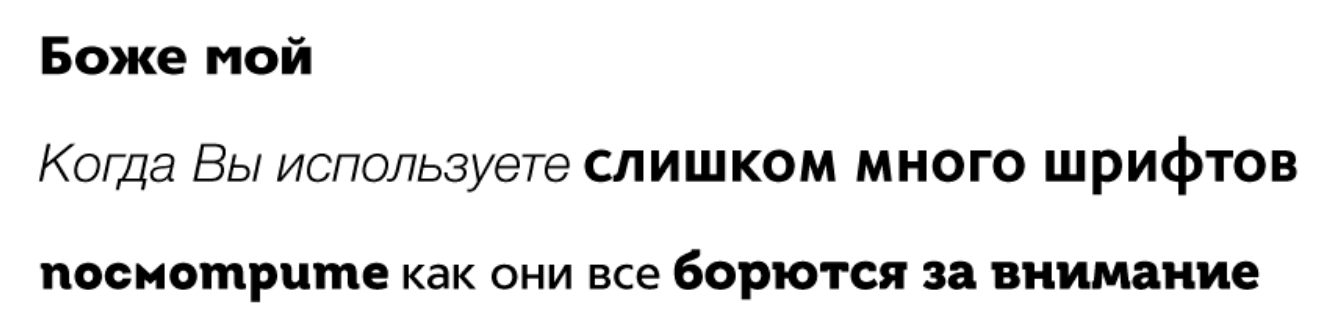 Боже мой
Когда Вы используете слишком много шрифтов
посмотрите как они все борются за внимание